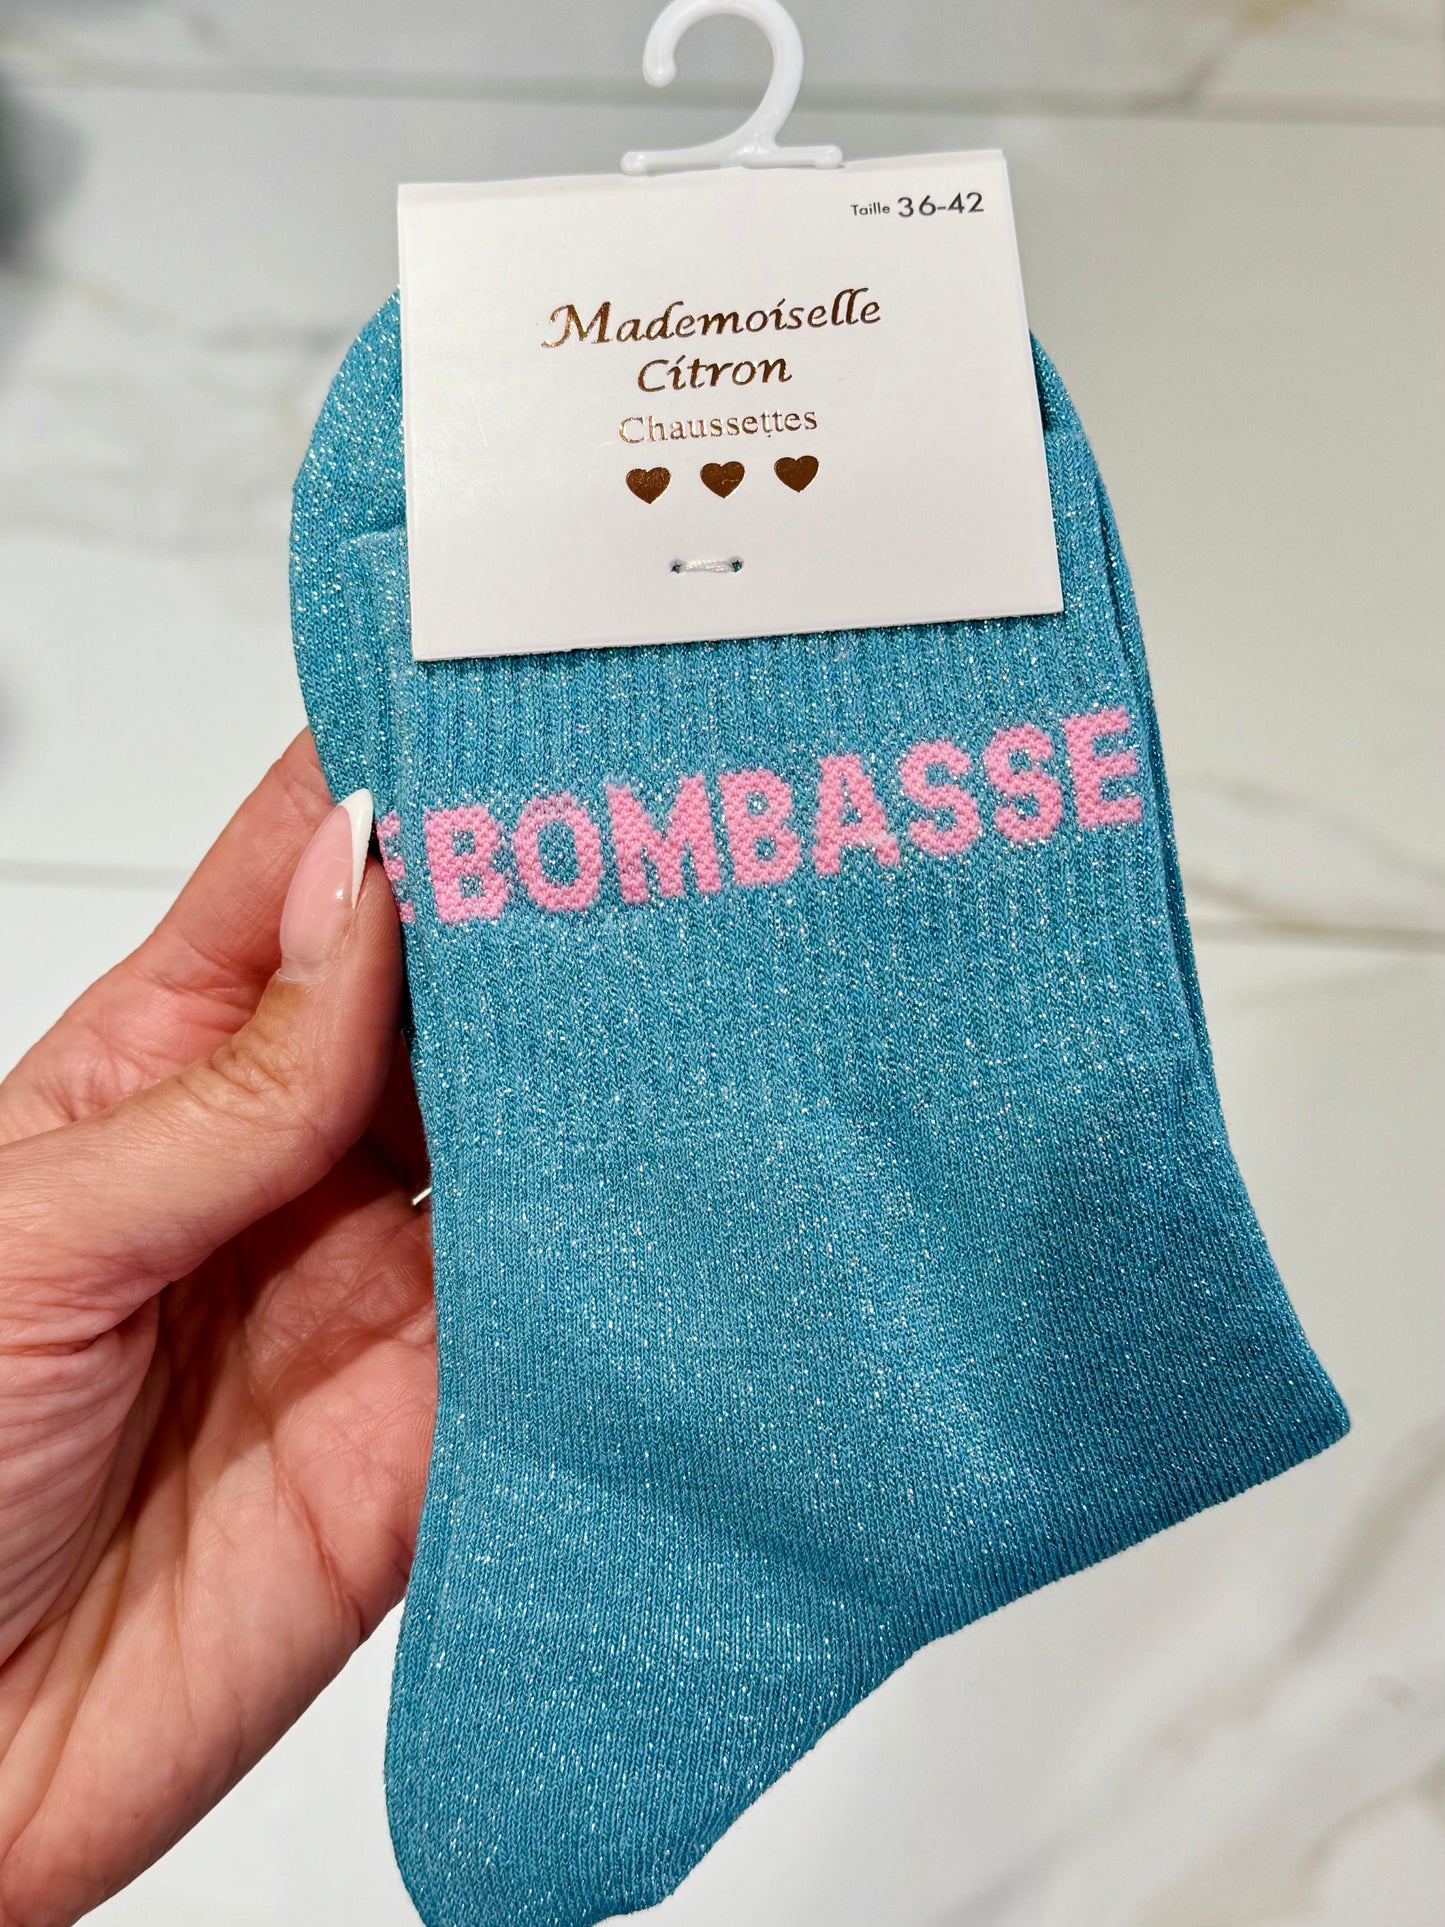 Taille 36-42
Mademoiselle
Citron
Chaussettes
BOMBASSE